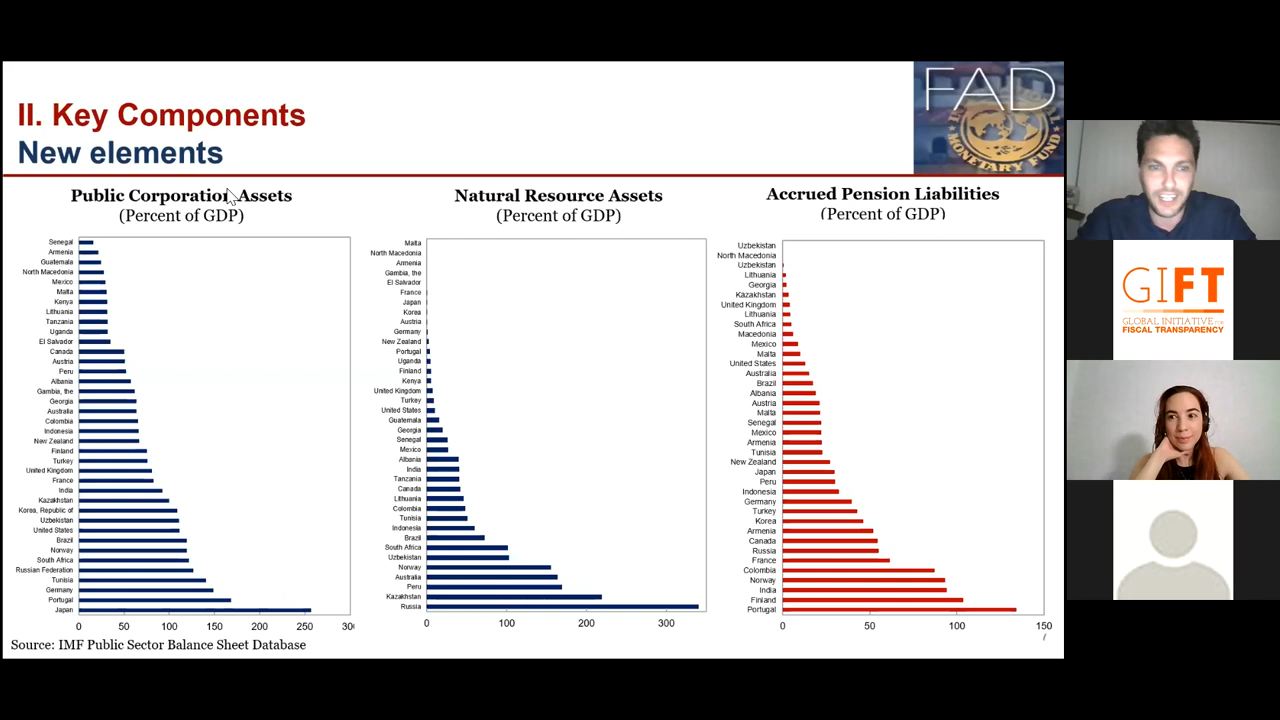 II. Key Components
New elements
FAD
INTERNATIONAL MONETARY FUND
Public Corporation Assets
(Percent of GDP)
Senegal
Armenia
Guatemala
North Macedonia
Mexico
Malta
Kenya
Lithuania
Tanzania
Uganda
El Salvador
Canada
Austria
Peru
Albania
Gambia, the
Georgia
Australia
Colombia
Indonesia
New Zealand
Finland
Turkey
United Kingdom
France
India
Kazakhstan
Korea, Republic of
Uzbekistan
United States
Brazil
Norway
South Africa
Russian Federation
Tunisia
Germany
Portugal
Japan
0 50 100 150 200 250 300
Natural Resource Assets
(Percent of GDP)
Malta
North Macedonia
Armenia
Gambia, the
El Salvador
France
Japan
Korea
Austria
Germany
New Zealand
Portugal
Uganda
Finland
Kenya
United Kingdom
Turkey
United States
Guatemala
Georgia
Senegal
Mexico
Albania
India
Tanzania
Canada
Lithuania
Colombia
Tunisia
Indonesia
Brazil
South Africa
Uzbekistan
Norway
Australia
Peru
Kazakhstan
Russia
0 100 200 300
Accrued Pension Liabilities
(Percent of GDP)
Uzbekistan
North Macedonia
Uzbekistan
Lithuania
Georgia
Kazakhstan
United Kingdom
Lithuania
South Africa
Macedonia
Mexico
Malta
United States
Australia
Brazil
Albania
Austria
Malta
Senegal
Mexico
Armenia
Tunisia
New Zealand
Japan
Peru
Indonesia
Germany
Turkey
Korea
Armenia
Canada
Russia
France
Colombia
Norway
India
Finland
Portugal
0 50 100 150
7
Source: IMF Public Sector Balance Sheet Database
GIFT
GLOBAL INITIATIVE FOR
FISCAL TRANSPARENCY